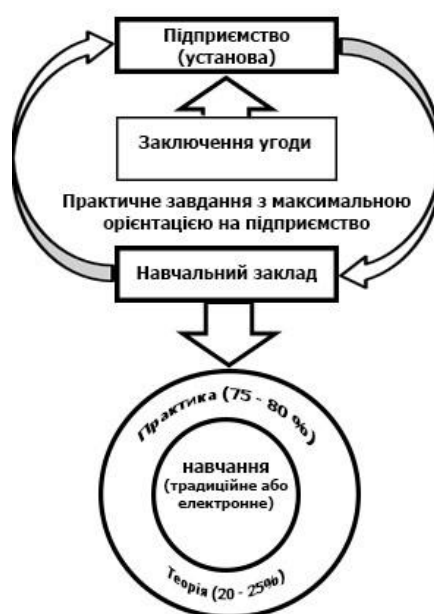 Підприємство
(установа)
Заключення угоди
Практичне завдання з максимальною
орієнтацією на підприємство
Навчальний заклад
Практика (75 - 80 %)
навчання
(традиційне або
електронне)
Теорія (20 - 25%)